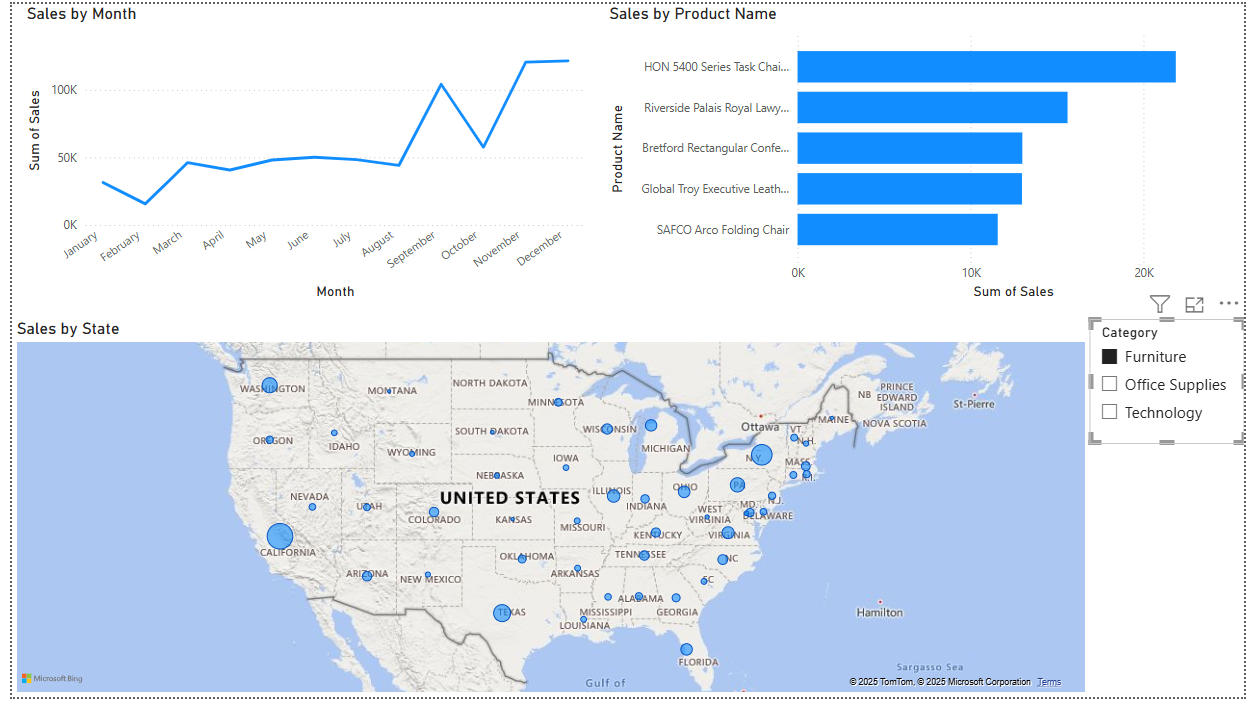 Sales by Month
Sum of Sales
100K
50K
0K
January
February
March
April
May
June
July
August
September
October
November
December
Month
Sales by Product Name
Product Name
HON 5400 Series Task Chai...
Riverside Palais Royal Lawy...
Bretford Rectangular Confe...
Global Troy Executive Leath...
SAFCO Arco Folding Chair
0K
10K
20K
Sum of Sales
Sales by State
WASHINGTON
MONTANA
NORTH DAKOTA
MINNESOTA
OREGON
IDAHO
WYOMING
SOUTH DAKOTA
WISCONSIN
MICHIGAN
Ottawa
VT.
N.H.
MAINE
NB
PRINCE
EDWARD
ISLAND
NOVA SCOTIA
St-Pierre
N.Y.
MASS.
R.I.
IOWA
NEBRASKA
NEVADA
UTAH
COLORADO
UNITED STATES
ILLINOIS
INDIANA
OHIO
PA
N.J.
MD.
DELAWARE
WEST
VIRGINIA
VIRGINIA
KANSAS
MISSOURI
KENTUCKY
CALIFORNIA
ARIZONA
NEW MEXICO
OKLAHOMA
ARKANSAS
TENNESSEE
NC
SC
TEXAS
LOUISIANA
MISSISSIPPI
ALABAMA
GEORGIA
FLORIDA
Hamilton
Sargasso Sea
Gulf of
Microsoft Bing
© 2025 TomTom, © 2025 Microsoft Corporation Terms
Category
Furniture
Office Supplies
Technology